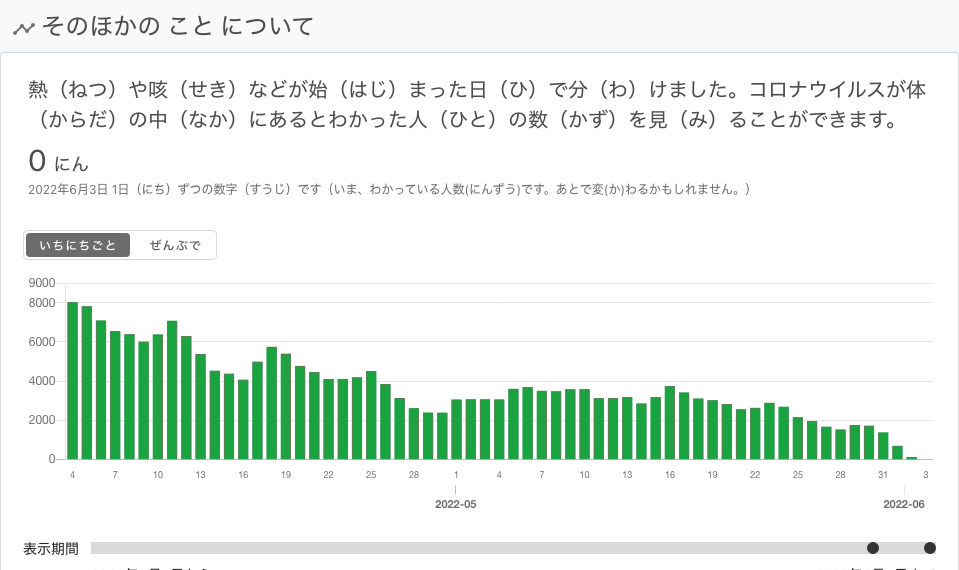 そのほかの こと について
熱（ねつ）や咳（せき）などが始（はじ）まった日（ひ）で分（わ）けました。コロナウイルスが体
（からだ）の中（なか）にあるとわかった人（ひと）の数（かず）を見（み）ることができます。
0 にん
2022年6月3日 1日（にち）ずつの数字（すうじ）です（いま、わかっている人数(にんずう)です。あとで変(か)わるかもしれません。）
いちにちごと ぜんぶで
9000
8000
6000
4000
2000
0
4 7 10 13 16 19 22 25 28 1 4 7 10 13 16 19 22 25 28 31 3
2022-05 2022-06
表示期間